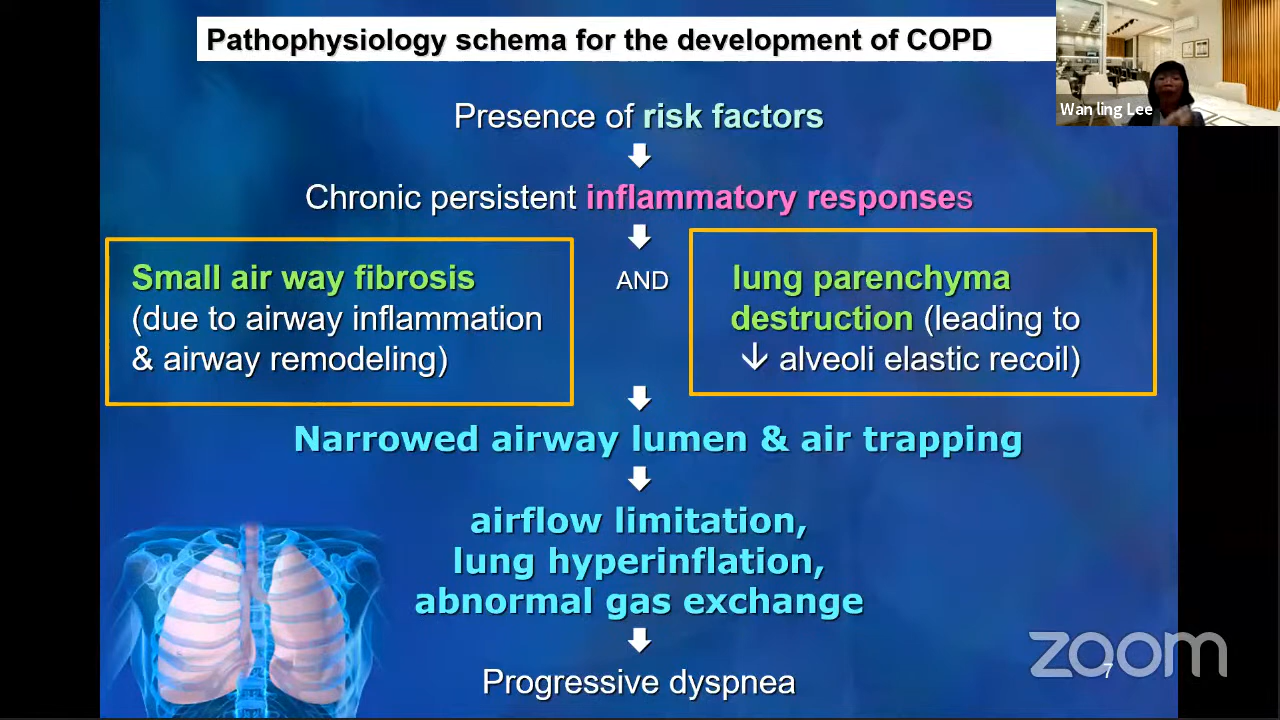 Pathophysiology schema for the development of COPD
Wan ling Lee
Presence of risk factors
Chronic persistent inflammatory responses
Small air way fibrosis
(due to airway inflammation
& airway remodeling)
AND
lung parenchyma
destruction (leading to
↓ alveoli elastic recoil)
Narrowed airway lumen & air trapping
airflow limitation,
lung hyperinflation,
abnormal gas exchange
Progressive dyspnea
zoom
7